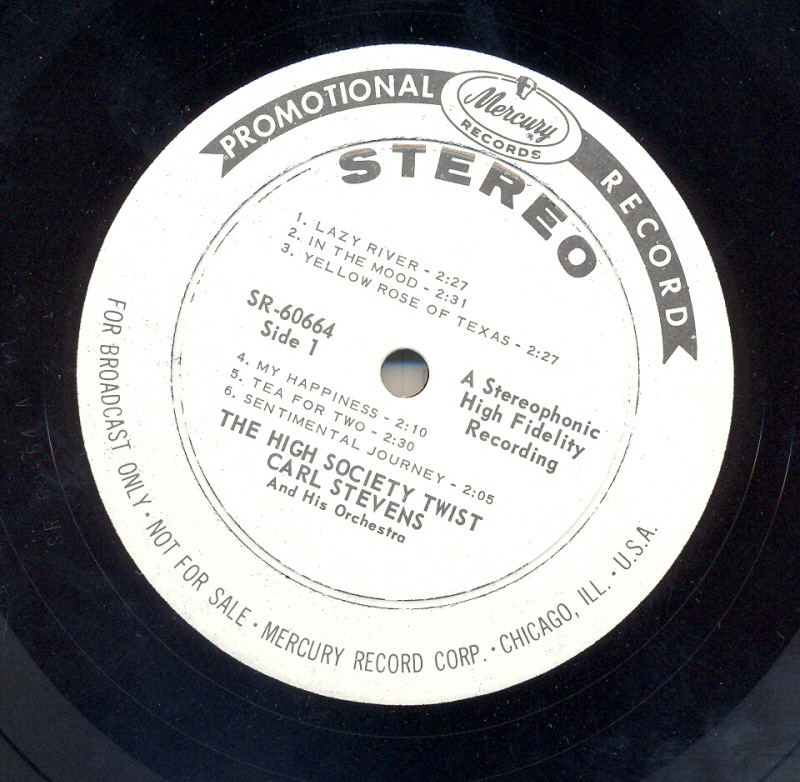 PROMOTIONAL
Mercury
RECORDS
RECORD
STEREO
1. LAZY RIVER - 2:27
2. IN THE MOOD - 2:31
3. YELLOW ROSE OF TEXAS - 2:27
SR-60664
Side 1
A Stereophonic
High Fidelity
Recording
4. MY HAPPINESS - 2:10
5. TEA FOR TWO - 2:30
6. SENTIMENTAL JOURNEY - 2:05
THE HIGH SOCIETY TWIST
CARL STEVENS
And His Orchestra
FOR BROADCAST ONLY • NOT FOR SALE • MERCURY RECORD CORP. • CHICAGO, ILL. • U.S.A.